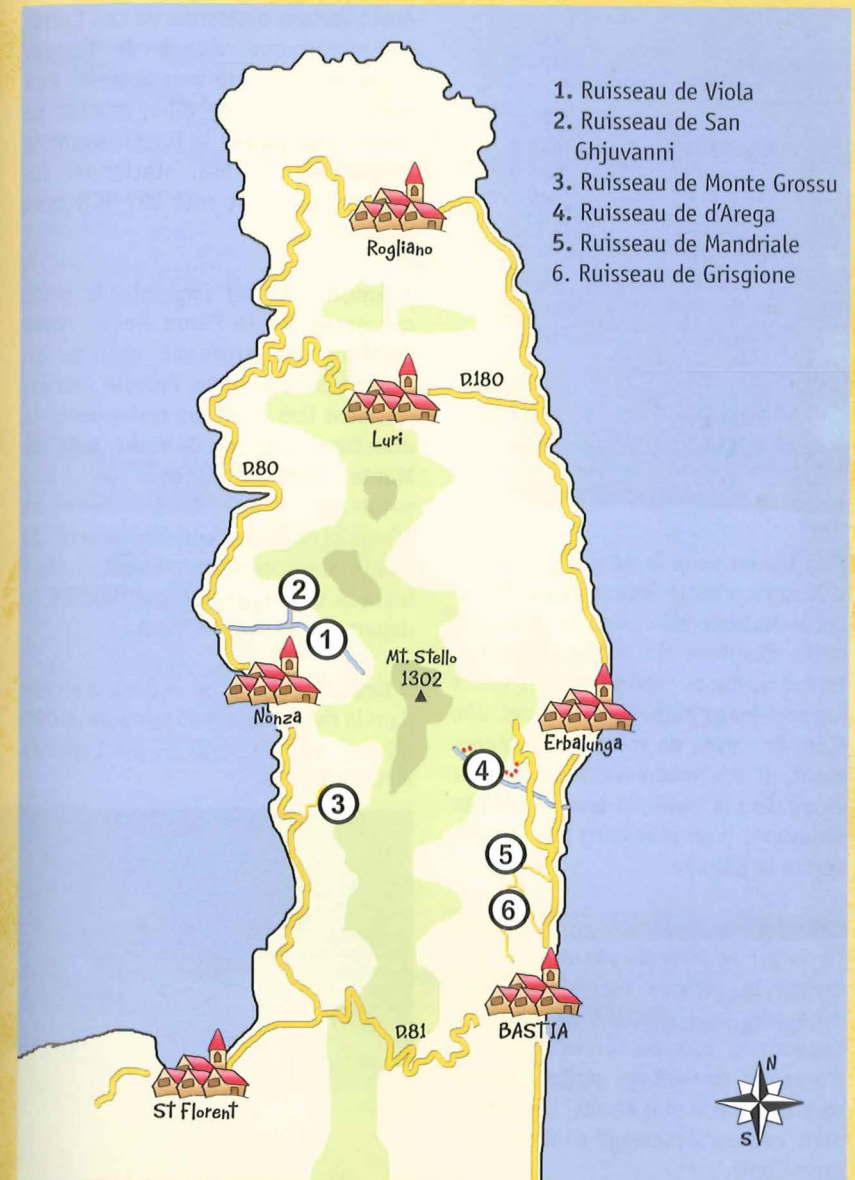 1. Ruisseau de Viola
2. Ruisseau de San
Ghjuvanni
3. Ruisseau de Monte Grossu
4. Ruisseau de d'Arega
5. Ruisseau de Mandriale
6. Ruisseau de Grisgione
Rogliano
D.180
Luri
D.80
2
1
Mt. Stello
1302
Nonza
Erbalunga
4
3
5
6
D.81
BASTIA
St Florent
N
S